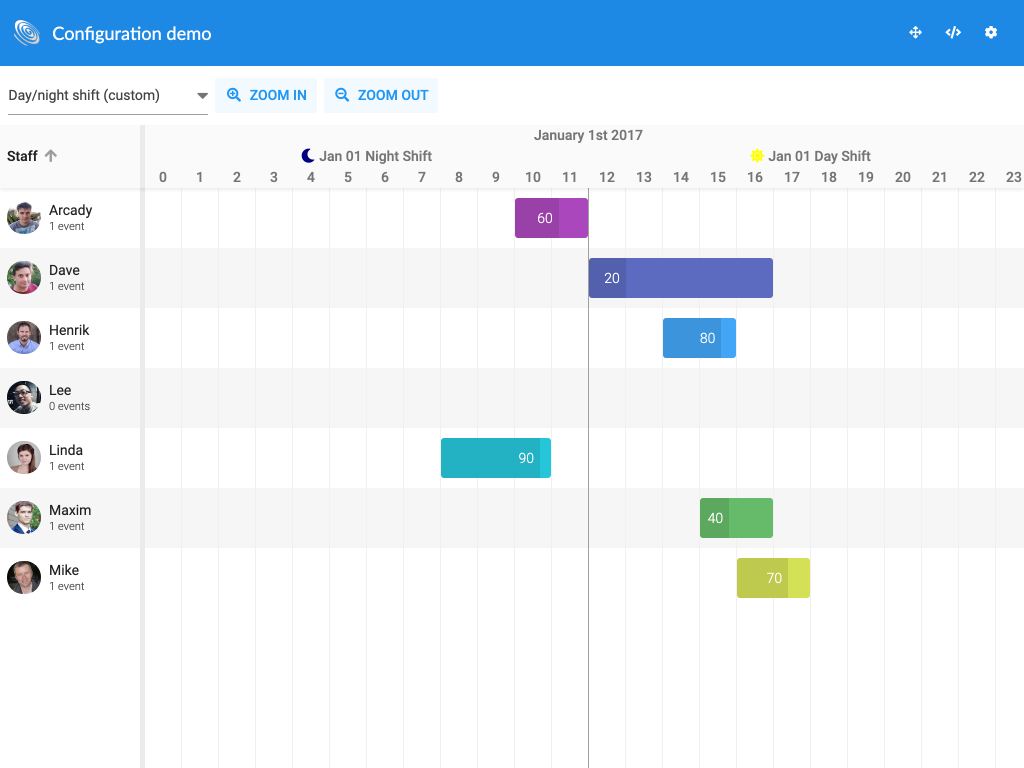 Configuration demo
Day/night shift (custom)
ZOOM IN
ZOOM OUT
Staff
January 1st 2017
Jan 01 Night Shift
Jan 01 Day Shift
0 1 2 3 4 5 6 7 8 9 10 11 12 13 14 15 16 17 18 19 20 21 22 23
Arcady
1 event
60
Dave
1 event
20
Henrik
1 event
80
Lee
0 events
Linda
1 event
90
Maxim
1 event
40
Mike
1 event
70